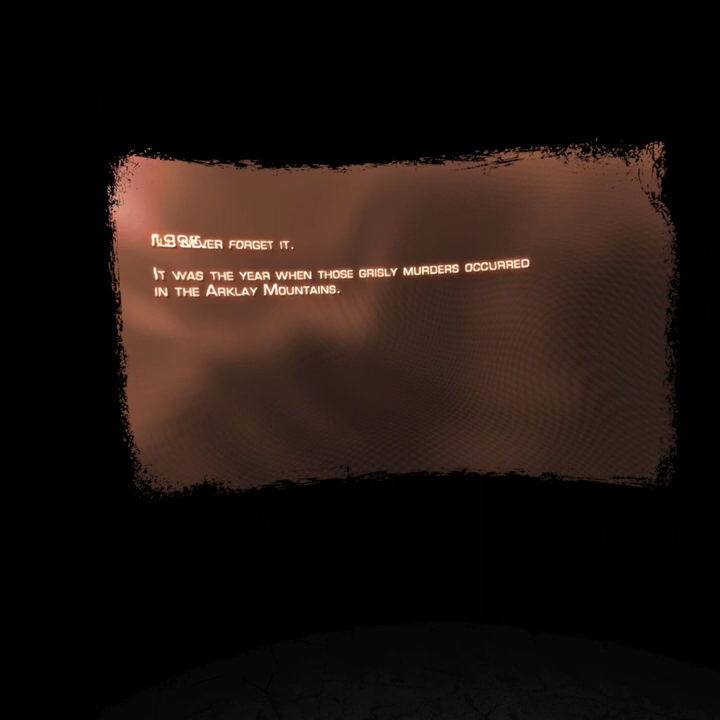 forget it.
It was the year when those grisly murders occurred
in the Arklay Mountains.